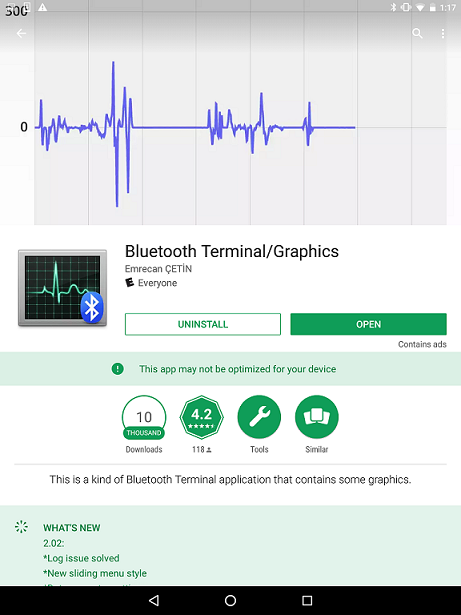 300
1:17
0
Bluetooth Terminal/Graphics
Emrecan ÇETİN
Everyone
UNINSTALL
OPEN
Contains ads
This app may not be optimized for your device
10
THOUSAND
4.2
Downloads
118
Tools
Similar
This is a kind of Bluetooth Terminal application that contains some graphics.
WHAT'S NEW
2.02:
*Log issue solved
*New sliding menu style